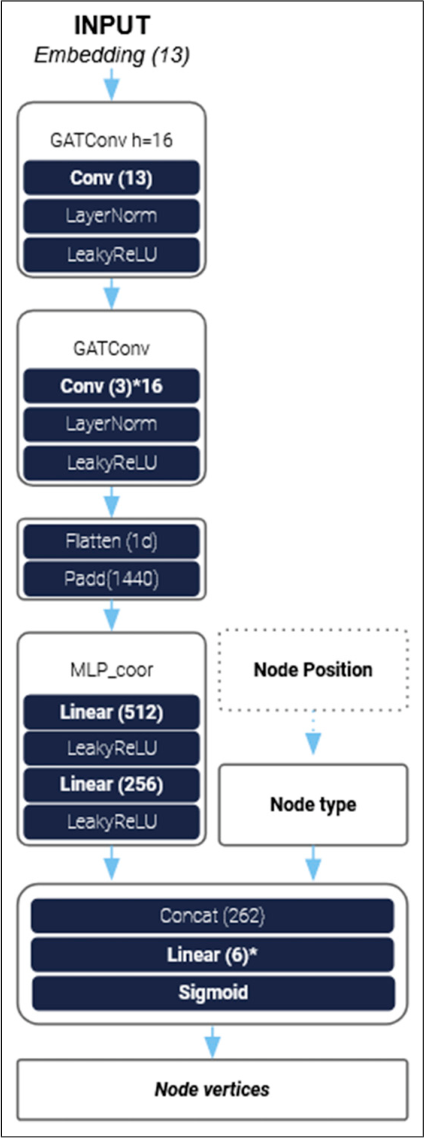 INPUT
Embedding (13)
GATConv h=16
Conv (13)
LayerNorm
LeakyReLU
GATConv
Conv (3)*16
LayerNorm
LeakyReLU
Flatten (1d)
Padd(1440)
MLP_coor
Linear (512)
LeakyReLU
Linear (256)
LeakyReLU
Node Position
Node type
Concat (262}
Linear (6)*
Sigmoid
Node vertices